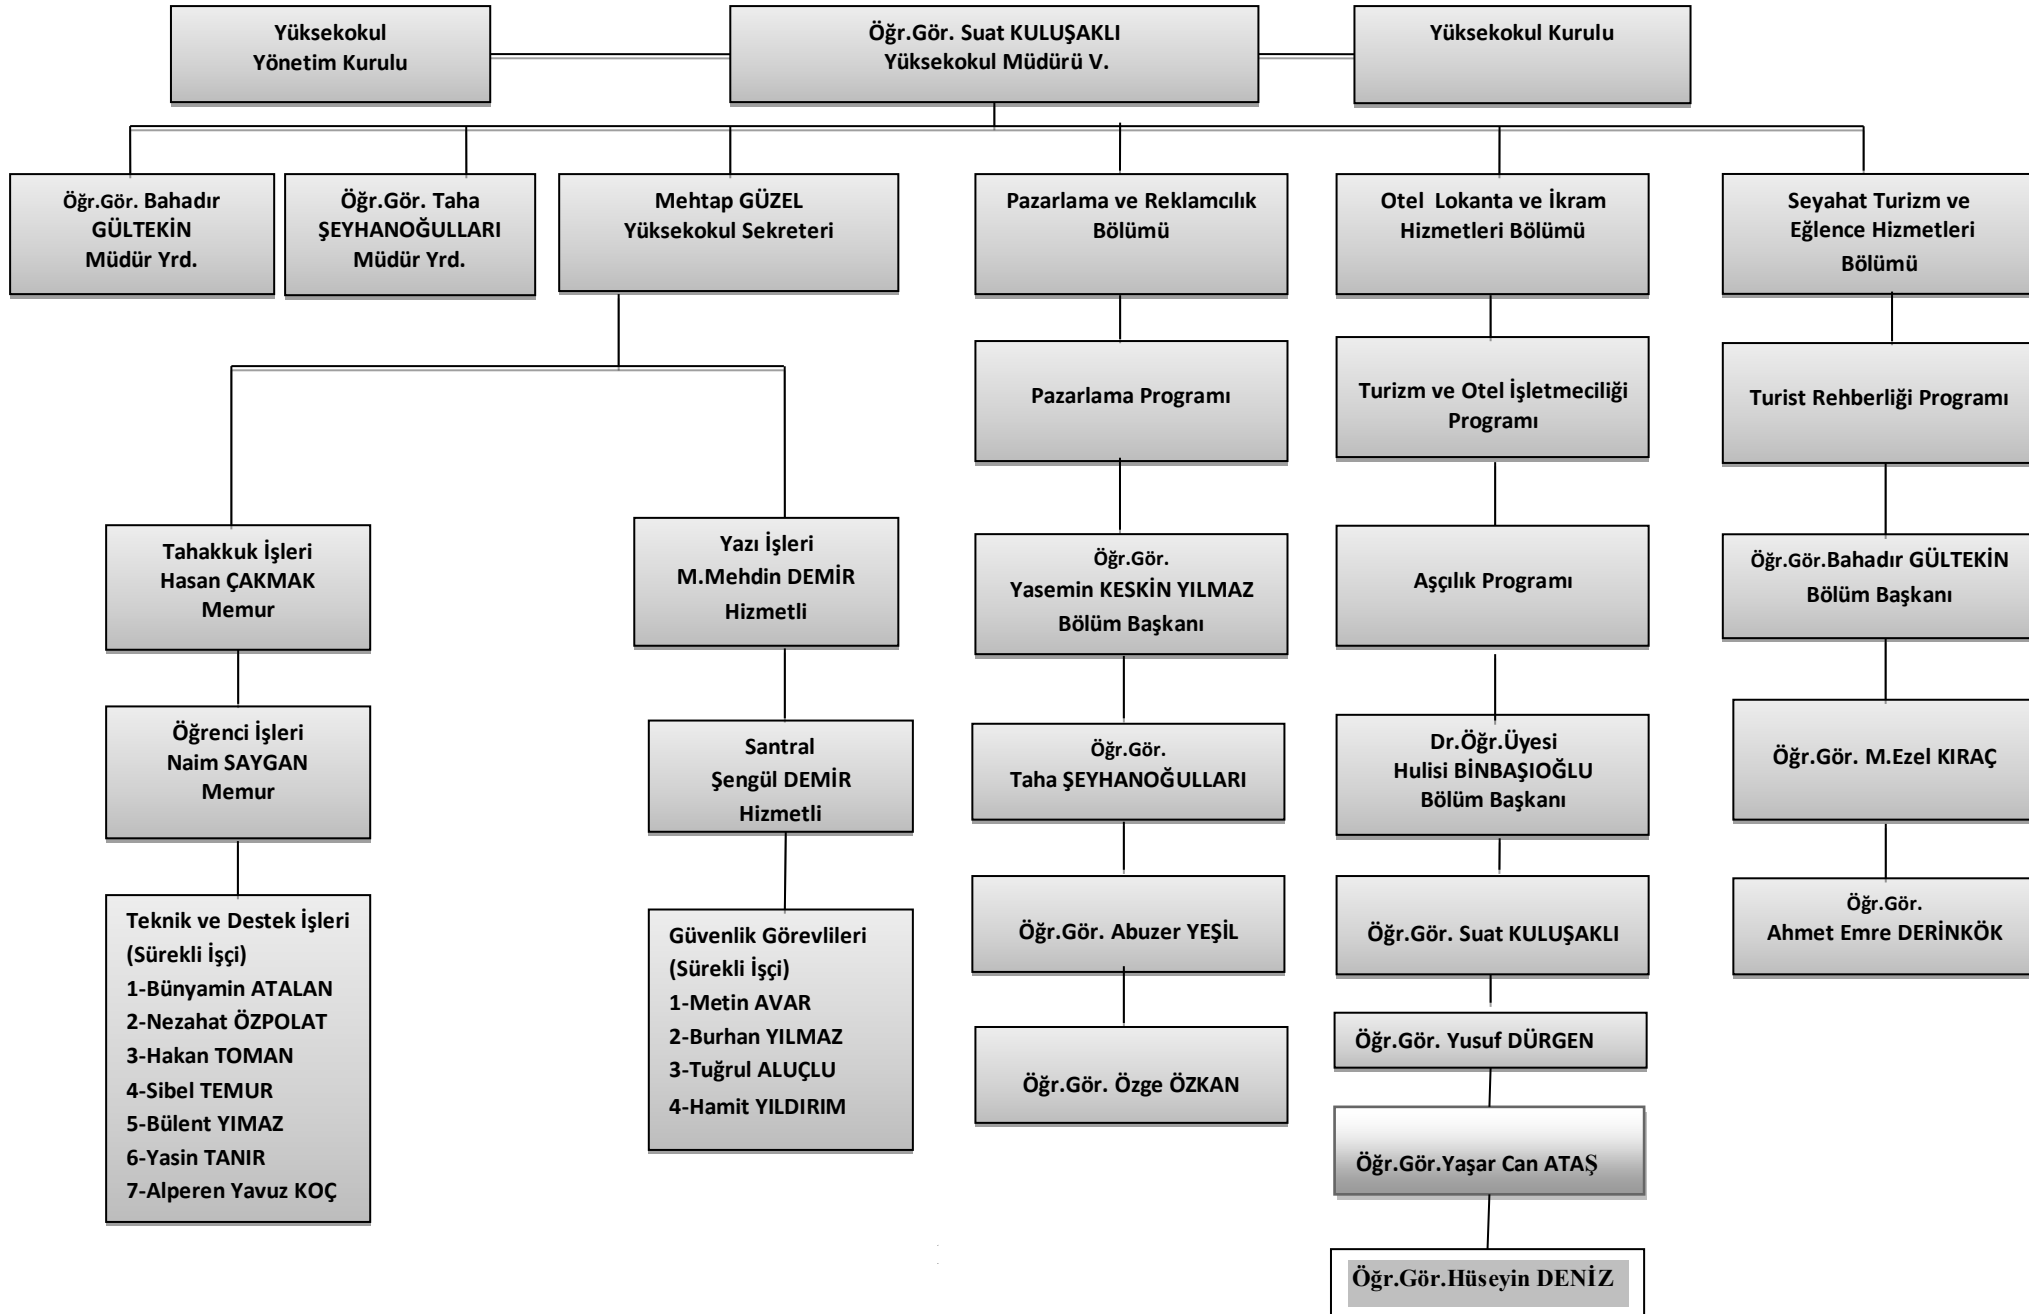 Yüksekokul
Yönetim Kurulu
Öğr.Gör. Suat KULUŞAKLI
Yüksekokul Müdürü V.
Yüksekokul Kurulu
Öğr.Gör. Bahadır
GÜLTEKİN
Müdür Yrd.
Öğr.Gör. Taha
ŞEYHANOĞULLARI
Müdür Yrd.
Mehtap GÜZEL
Yüksekokul Sekreteri
Pazarlama ve Reklamcılık
Bölümü
Otel Lokanta ve İkram
Hizmetleri Bölümü
Seyahat Turizm ve
Eğlence Hizmetleri
Bölümü
Pazarlama Programı
Turizm ve Otel İşletmeciliği
Programı
Turist Rehberliği Programı
Tahakkuk İşleri
Hasan ÇAKMAK
Memur
Yazı İşleri
M.Mehdin DEMİR
Hizmetli
Öğr.Gör.
Yasemin KESKİN YILMAZ
Bölüm Başkanı
Aşçılık Programı
Öğr.Gör.Bahadır GÜLTEKİN
Bölüm Başkanı
Öğrenci İşleri
Naim SAYGAN
Memur
Santral
Şengül DEMİR
Hizmetli
Öğr.Gör.
Taha ŞEYHANOĞULLARI
Dr.Öğr.Üyesi
Hulisi BİNBAŞIOĞLU
Bölüm Başkanı
Öğr.Gör. M.Ezel KIRAÇ
Teknik ve Destek İşleri
(Sürekli İşçi)
1-Bünyamin ATALAN
2-Nezahat ÖZPOLAT
3-Hakan TOMAN
4-Sibel TEMUR
5-Bülent YIMAZ
6-Yasin TANIR
7-Alperen Yavuz KOÇ
Güvenlik Görevlileri
(Sürekli İşçi)
1-Metin AVAR
2-Burhan YILMAZ
3-Tuğrul ALUÇLU
4-Hamit YILDIRIM
Öğr.Gör. Abuzer YEŞİL
Öğr.Gör. Suat KULUŞAKLI
Öğr.Gör.
Ahmet Emre DERİNKÖK
Öğr.Gör. Özge ÖZKAN
Öğr.Gör. Yusuf DÜRGEN
Öğr.Gör.Yaşar Can ATAŞ
Öğr.Gör.Hüseyin DENİZ